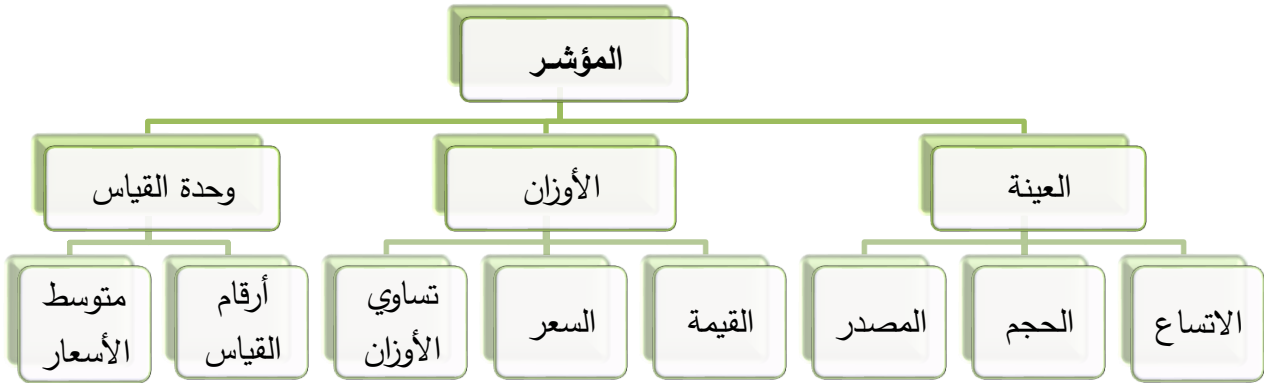 المؤشر
العينة
الأوزان
وحدة القياس
الاتساع
الحجم
المصدر
القيمة
السعر
تساوي
الأوزان
أرقام
القياس
متوسط
الأسعار